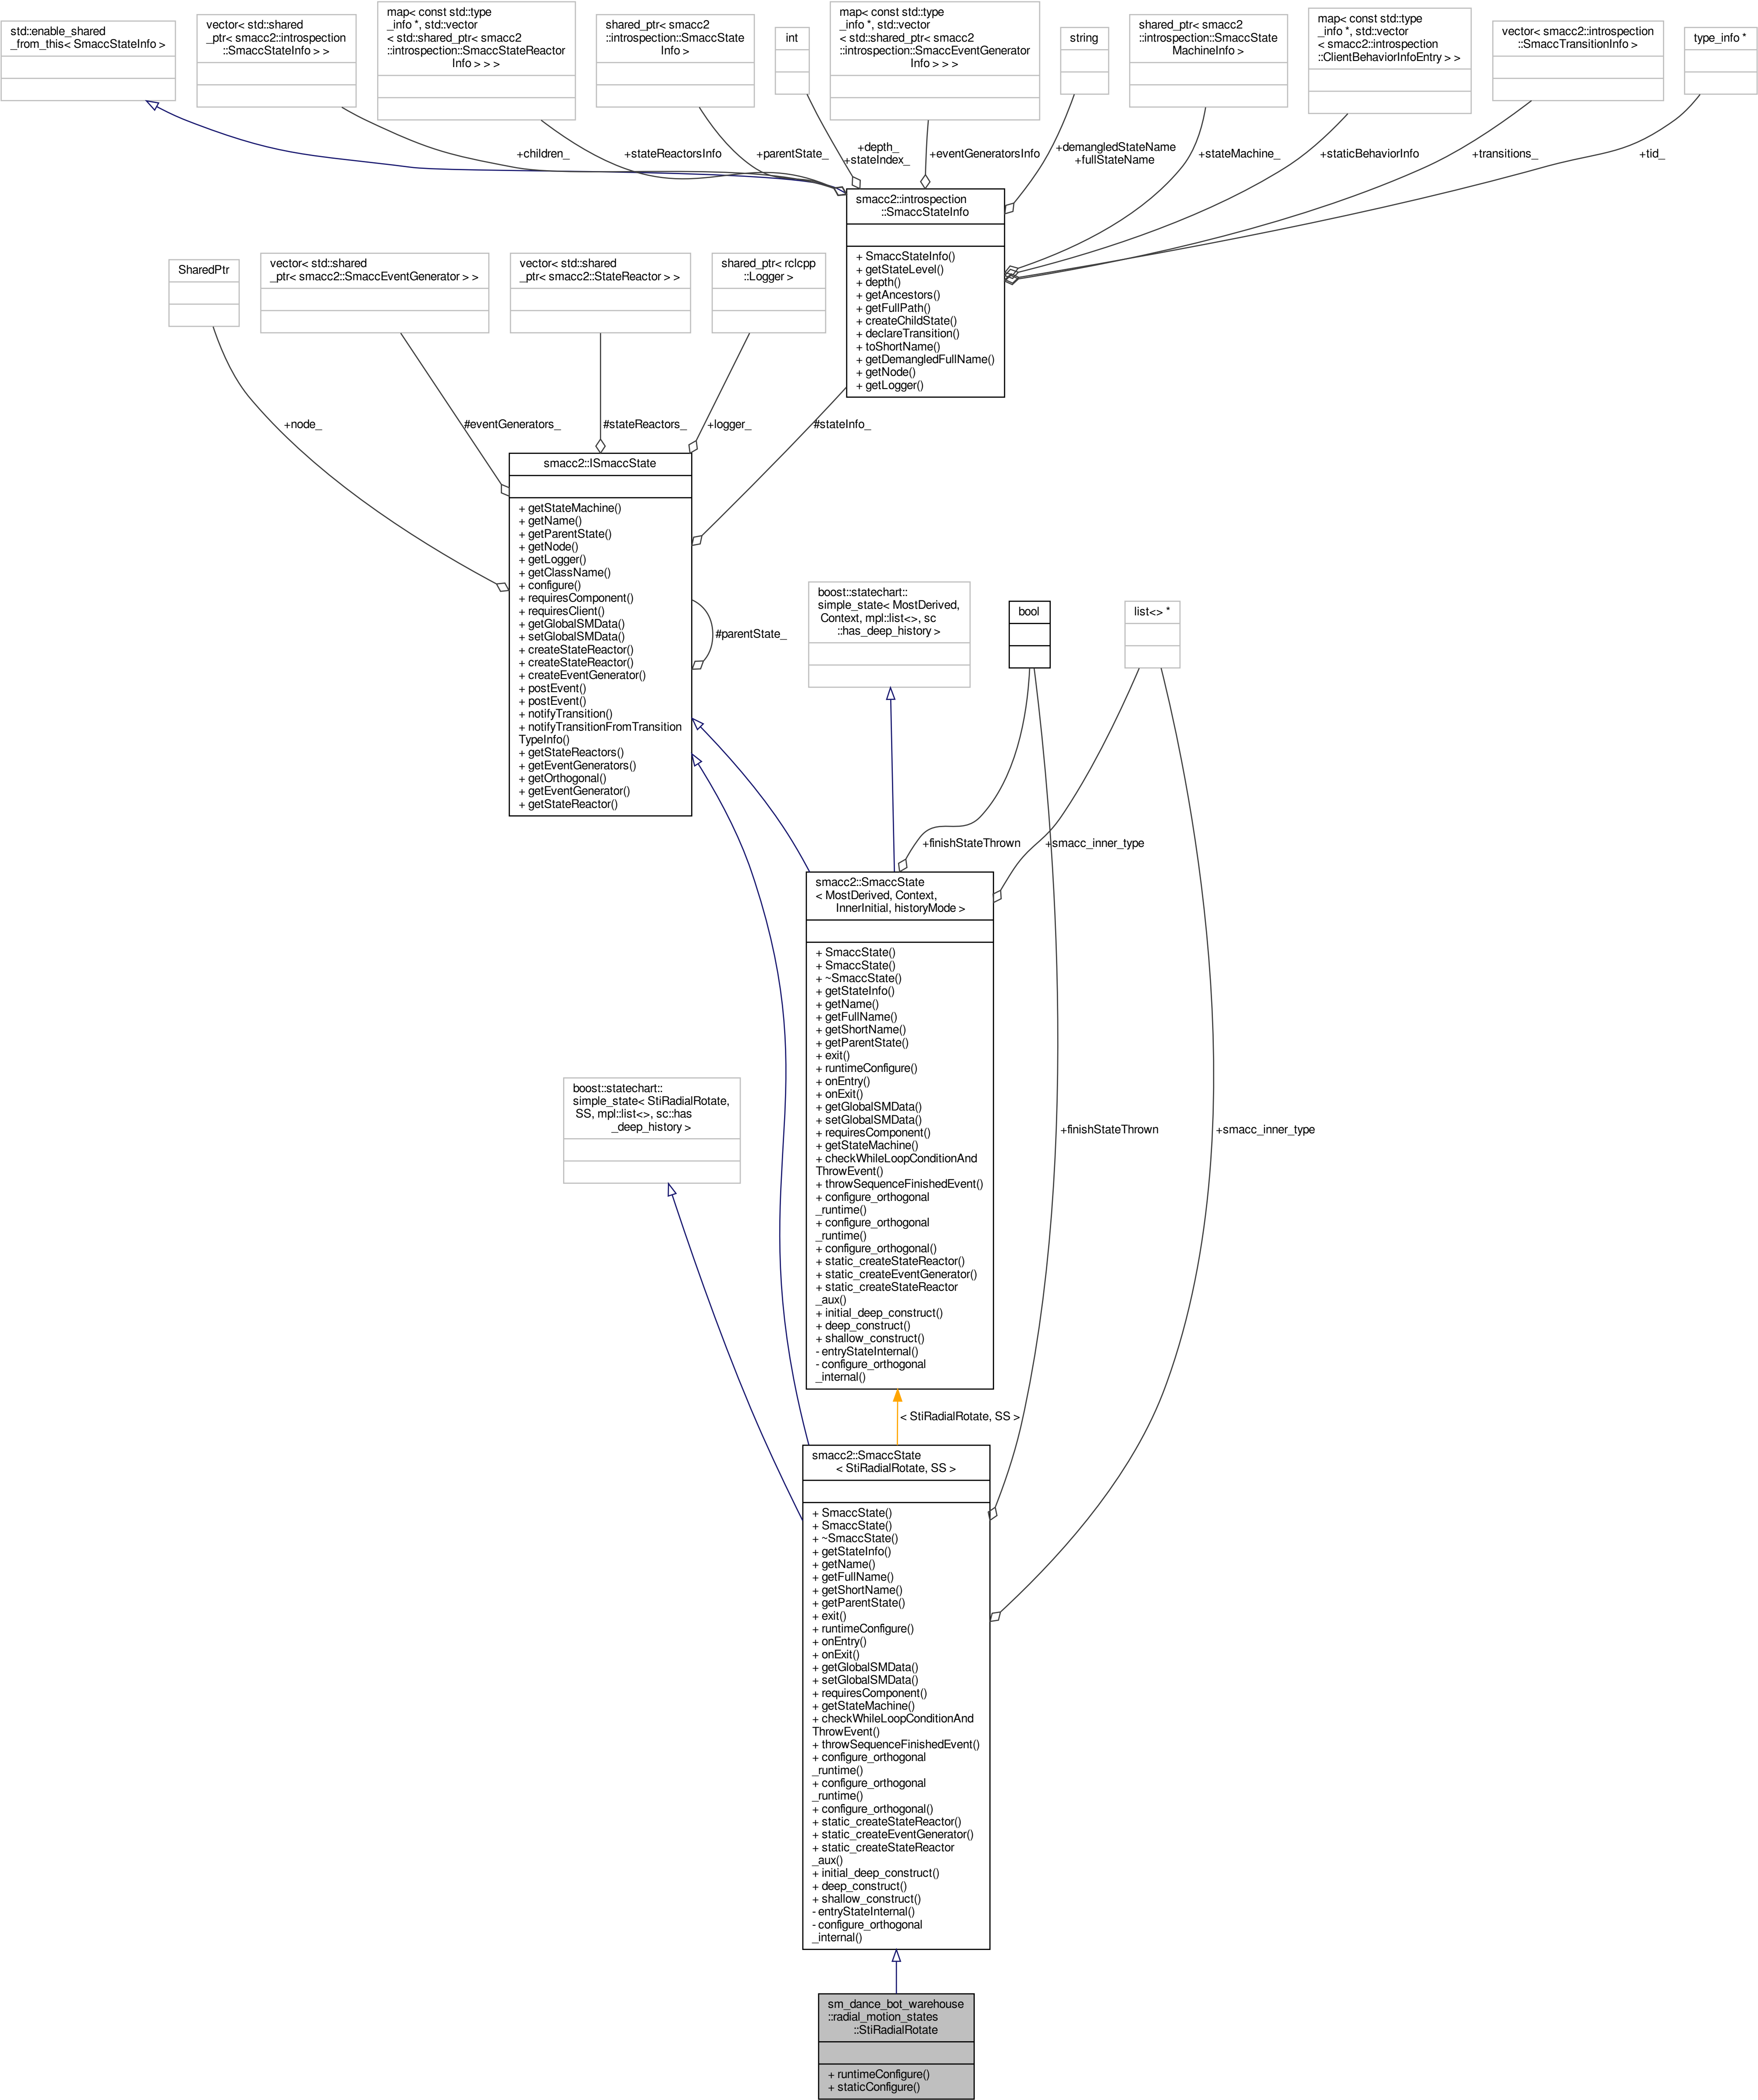 std::enable_shared
_from_this< SmaccStateInfo >
vector< std::shared
_ptr< smacc2::introspection
::SmaccStateInfo > >
map< const std::type
_info *, std::vector
< std::shared_ptr< smacc2
::introspection::SmaccStateReactor
Info > > >
shared_ptr< smacc2
::introspection::SmaccState
Info >
int
map< const std::type
_info *, std::vector
< std::shared_ptr< smacc2
::introspection::SmaccEventGenerator
Info > > >
string
shared_ptr< smacc2
::introspection::SmaccState
MachineInfo >
map< const std::type
_info *, std::vector
< smacc2::introspection
::ClientBehaviorInfoEntry > >
vector< smacc2::introspection
::SmaccTransitionInfo >
type_info *
+children_
+stateReactorsInfo
+parentState_
+depth_
+stateIndex_
+eventGeneratorsInfo
+demangledStateName
+fullStateName
+stateMachine_
+staticBehaviorInfo
+transitions_
+tid_
smacc2::introspection
::SmaccStateInfo
+ SmaccStateInfo()
+ getStateLevel()
+ depth()
+ getAncestors()
+ getFullPath()
+ createChildState()
+ declareTransition()
+ toShortName()
+ getDemangledFullName()
+ getNode()
+ getLogger()
SharedPtr
vector< std::shared
_ptr< smacc2::SmaccEventGenerator > >
vector< std::shared
_ptr< smacc2::StateReactor > >
shared_ptr< rclcpp
::Logger >
+node_
#eventGenerators_
#stateReactors_
+logger_
#stateInfo_
smacc2::ISmaccState
+ getStateMachine()
+ getName()
+ getParentState()
+ getNode()
+ getLogger()
+ getClassName()
+ configure()
+ requiresComponent()
+ requiresClient()
+ getGlobalSMData()
+ setGlobalSMData()
+ createStateReactor()
+ createStateReactor()
+ createEventGenerator()
+ postEvent()
+ postEvent()
+ notifyTransition()
+ notifyTransitionFromTransition
TypeInfo()
+ getStateReactors()
+ getEventGenerators()
+ getOrthogonal()
+ getEventGenerator()
+ getStateReactor()
#parentState_
boost::statechart::
simple_state< MostDerived,
Context, mpl::list<>, sc
::has_deep_history >
bool
list<> *
+finishStateThrown
+smacc_inner_type
smacc2::SmaccState
< MostDerived, Context,
InnerInitial, historyMode >
+ SmaccState()
+ SmaccState()
+ ~SmaccState()
+ getStateInfo()
+ getName()
+ getFullName()
+ getShortName()
+ getParentState()
+ exit()
+ runtimeConfigure()
+ onEntry()
+ onExit()
+ getGlobalSMData()
+ setGlobalSMData()
+ requiresComponent()
+ getStateMachine()
+ checkWhileLoopConditionAnd
ThrowEvent()
+ throwSequenceFinishedEvent()
+ configure_orthogonal
_runtime()
+ configure_orthogonal
_runtime()
+ configure_orthogonal()
+ static_createStateReactor()
+ static_createEventGenerator()
+ static_createStateReactor
_aux()
+ initial_deep_construct()
+ deep_construct()
+ shallow_construct()
- entryStateInternal()
- configure_orthogonal
_internal()
boost::statechart::
simple_state< StiRadialRotate,
SS, mpl::list<>, sc::has
_deep_history >
+finishStateThrown
+smacc_inner_type
< StiRadialRotate, SS >
smacc2::SmaccState
< StiRadialRotate, SS >
+ SmaccState()
+ SmaccState()
+ ~SmaccState()
+ getStateInfo()
+ getName()
+ getFullName()
+ getShortName()
+ getParentState()
+ exit()
+ runtimeConfigure()
+ onEntry()
+ onExit()
+ getGlobalSMData()
+ setGlobalSMData()
+ requiresComponent()
+ getStateMachine()
+ checkWhileLoopConditionAnd
ThrowEvent()
+ throwSequenceFinishedEvent()
+ configure_orthogonal
_runtime()
+ configure_orthogonal
_runtime()
+ configure_orthogonal()
+ static_createStateReactor()
+ static_createEventGenerator()
+ static_createStateReactor
_aux()
+ initial_deep_construct()
+ deep_construct()
+ shallow_construct()
- entryStateInternal()
- configure_orthogonal
_internal()
sm_dance_bot_warehouse
::radial_motion_states
::StiRadialRotate
+ runtimeConfigure()
+ staticConfigure()